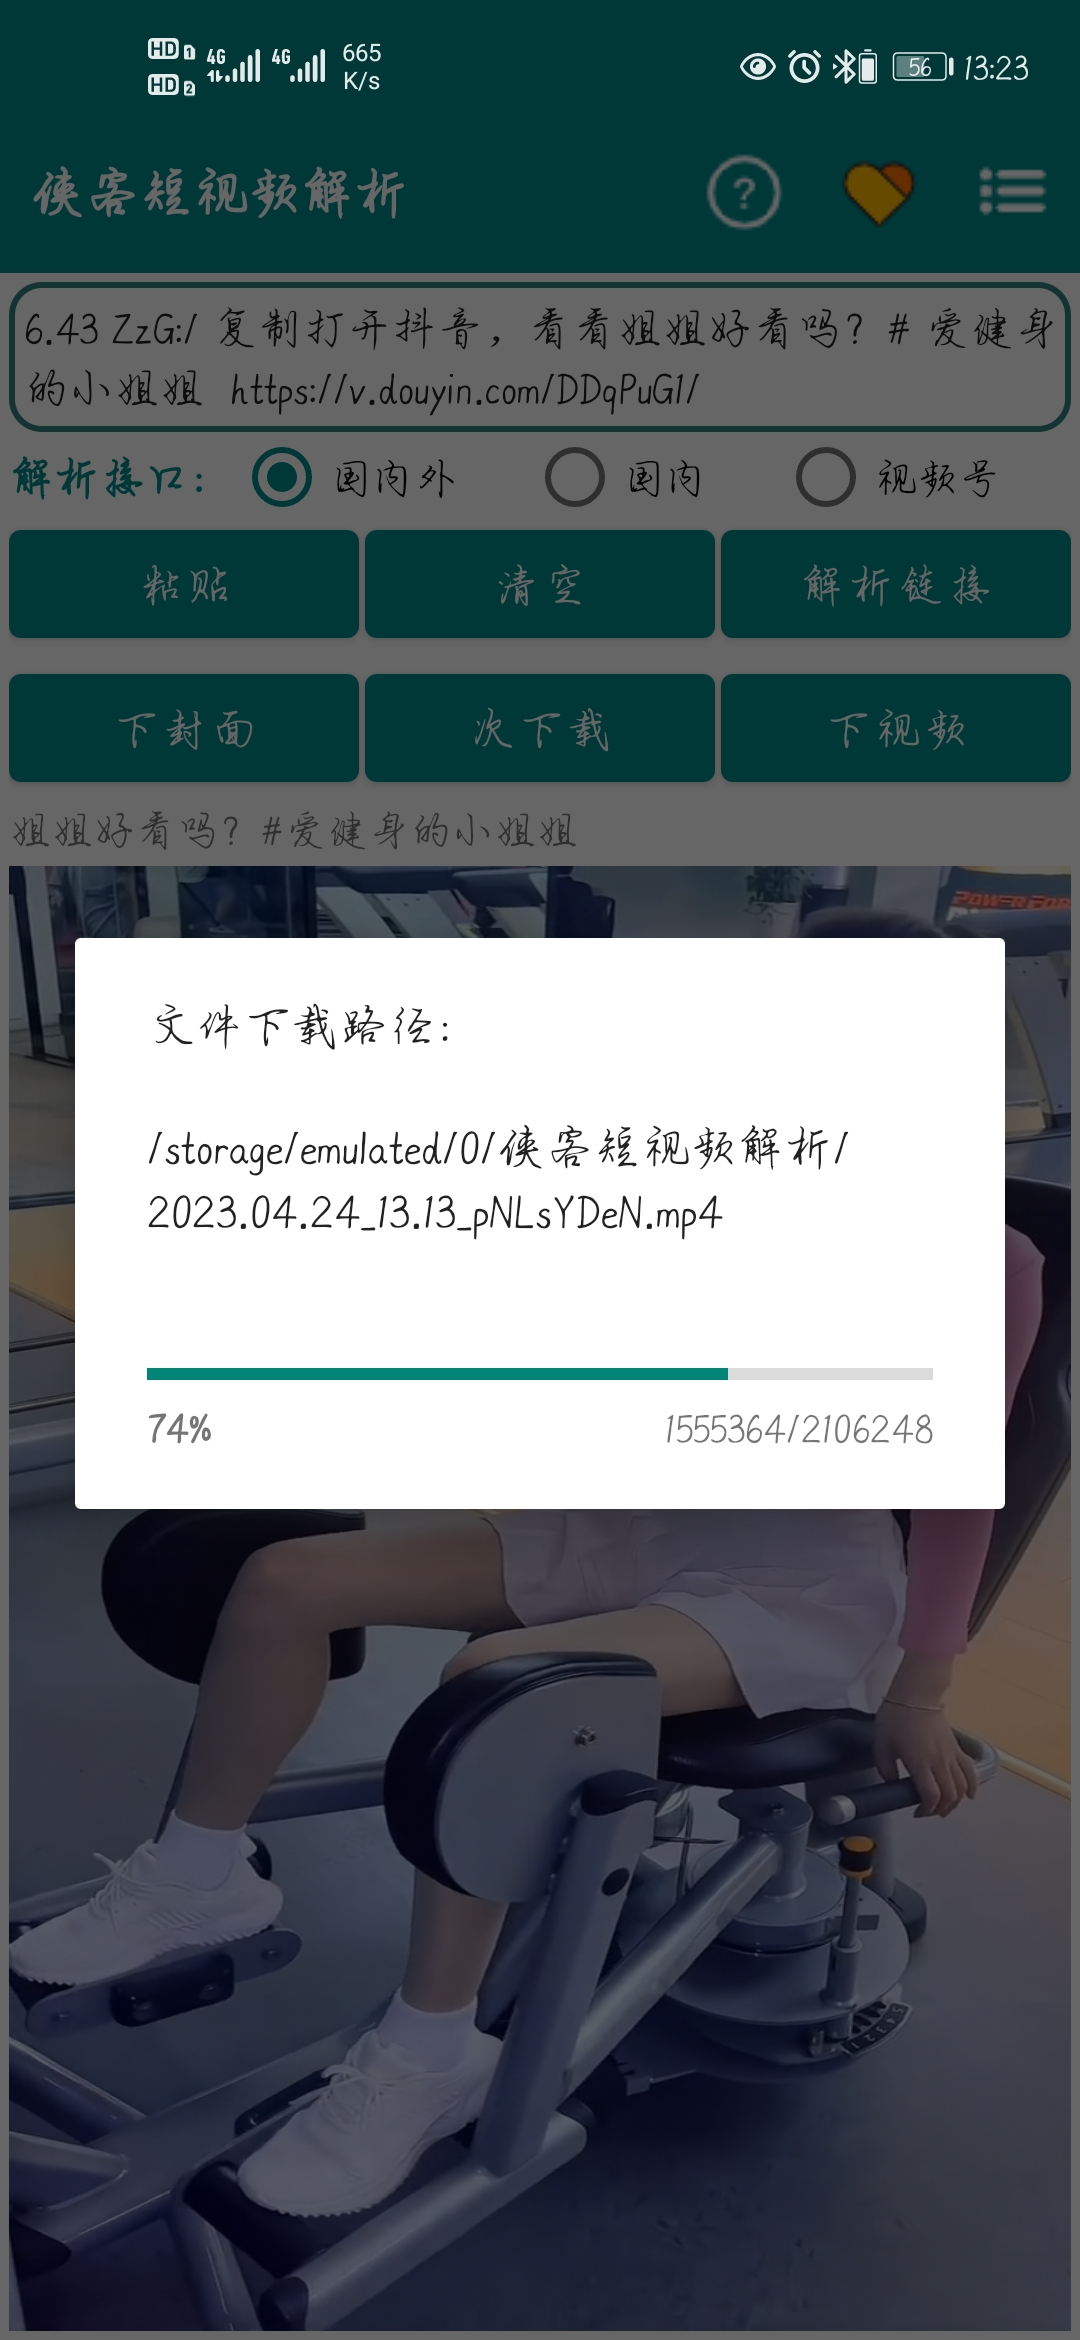 HD 1 4G 4G 665 56 13:23
HD 2 K/s
侠客短视频解析 ?
6.43 ZzG:/ 复制打开抖音，看看姐姐好看吗？# 爱健身
的小姐姐 https://v.douyin.com/DDqPuG1/
解析接口： 国内外 国内 视频号
粘贴 清空 解析链接
下封面 次下载 下视频
姐姐好看吗？#爱健身的小姐姐
POWERFOR
文件下载路径：
/storage/emulated/0/侠客短视频解析/
2023.04.24_13.13_pNLsYDeN.mp4
74% 1555364/2106248